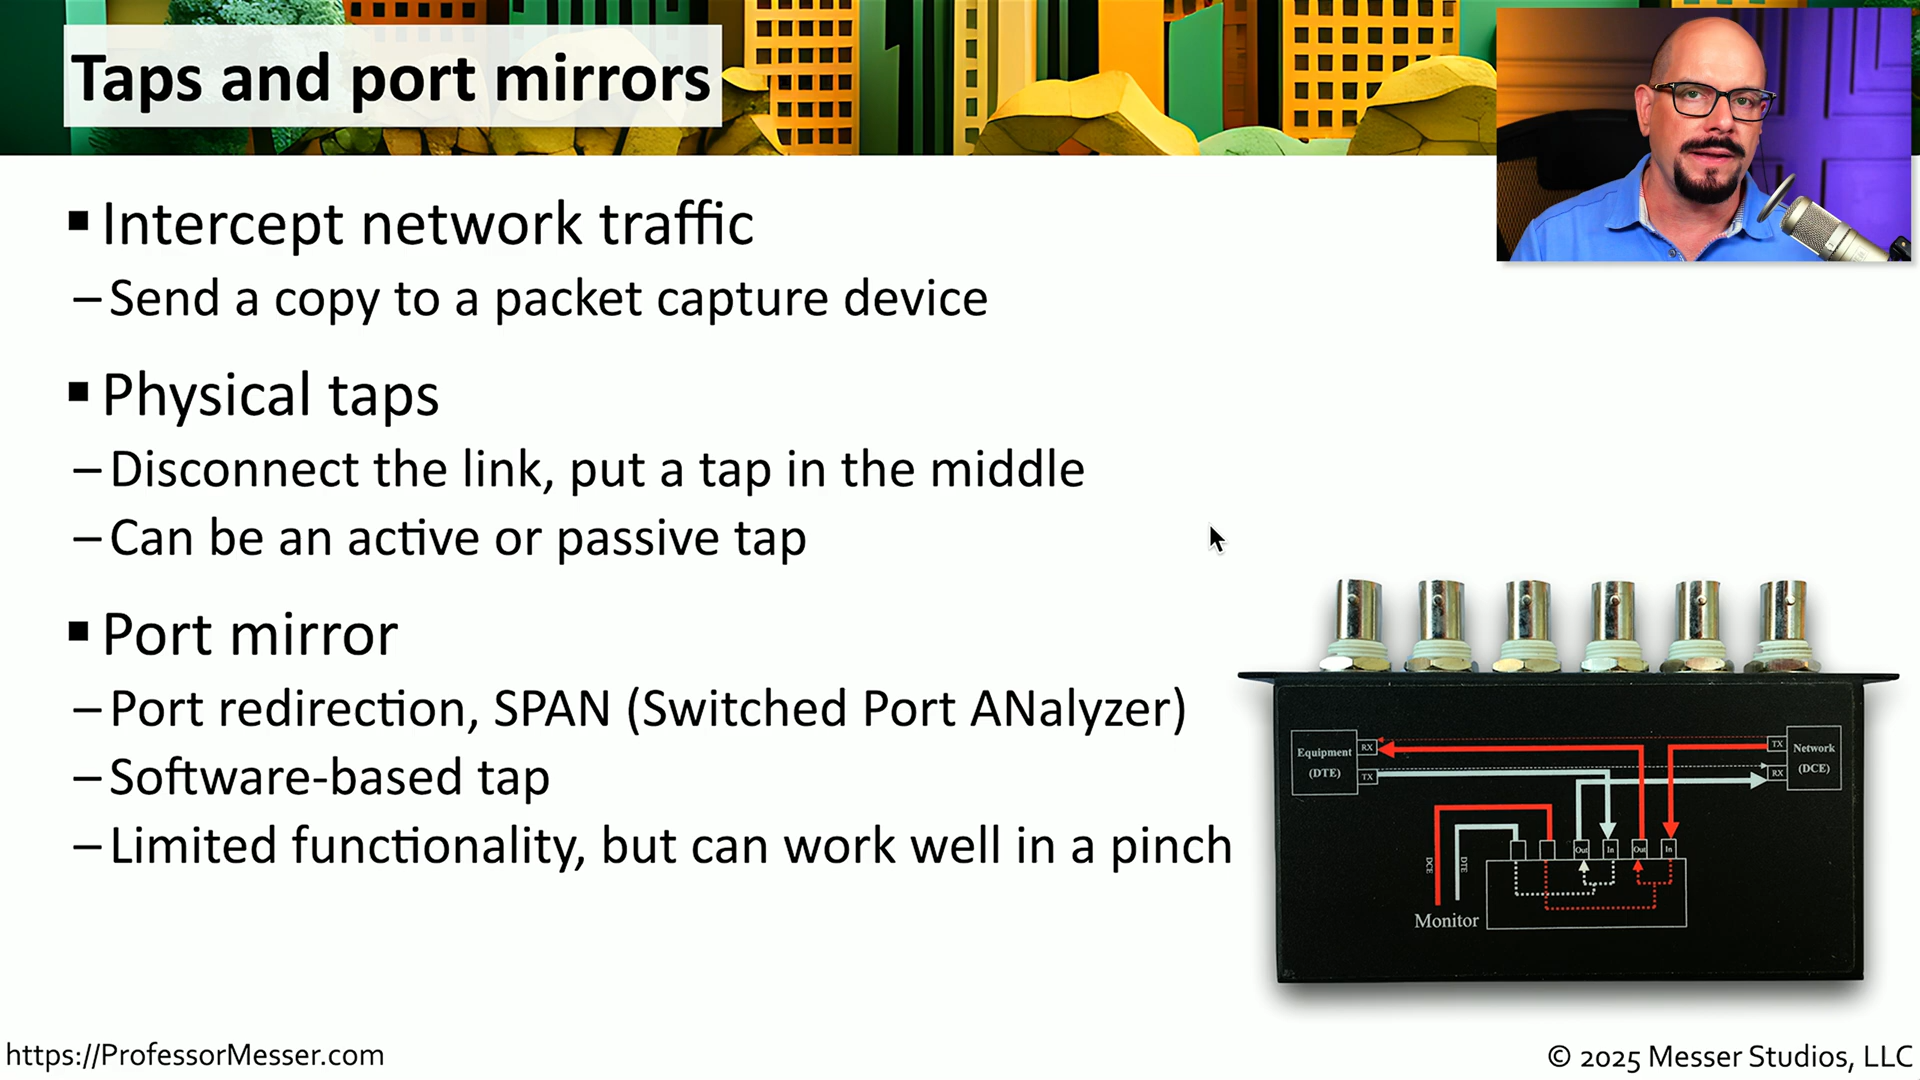 Taps and port mirrors
▪ Intercept network traffic
– Send a copy to a packet capture device
▪ Physical taps
– Disconnect the link, put a tap in the middle
– Can be an active or passive tap
▪ Port mirror
– Port redirection, SPAN (Switched Port ANalyzer)
– Software-based tap
– Limited functionality, but can work well in a pinch
Equipment
(DTE)
RX
TX
TX
RX
Network
(DCE)
Out
In
Out
In
DCE
DTE
Monitor
https://ProfessorMesser.com
© 2025 Messer Studios, LLC